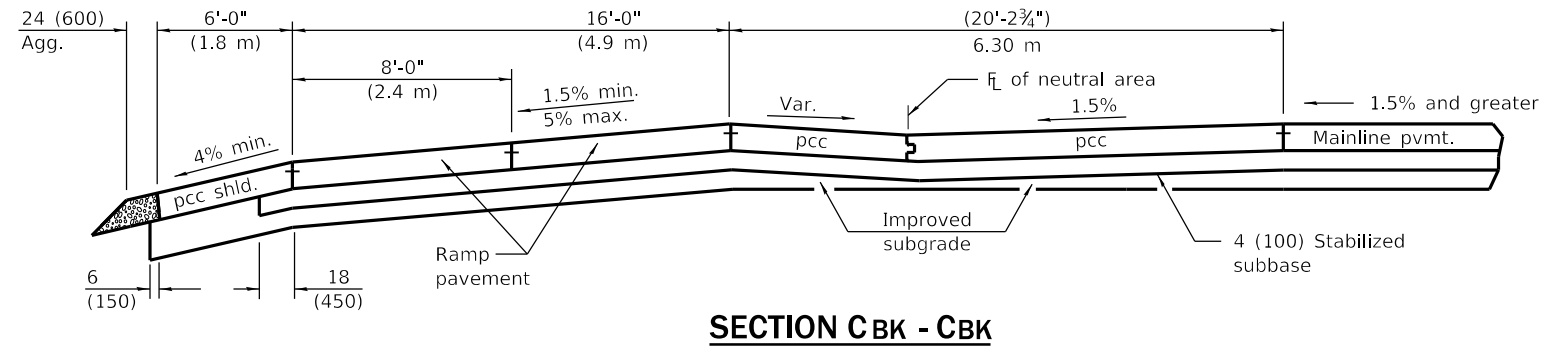 24 (600)
Agg.
6'-0"
(1.8 m)
16'-0"
(4.9 m)
(20'-2¾")
6.30 m
8'-0"
(2.4 m)
1.5% min.
5% max.
Var.
℄ of neutral area
1.5%
1.5% and greater
4% min.
pcc shld.
pcc
pcc
Mainline pvmt.
Ramp
pavement
Improved
subgrade
4 (100) Stabilized
subbase
6
(150)
18
(450)
SECTION CBK - CBK